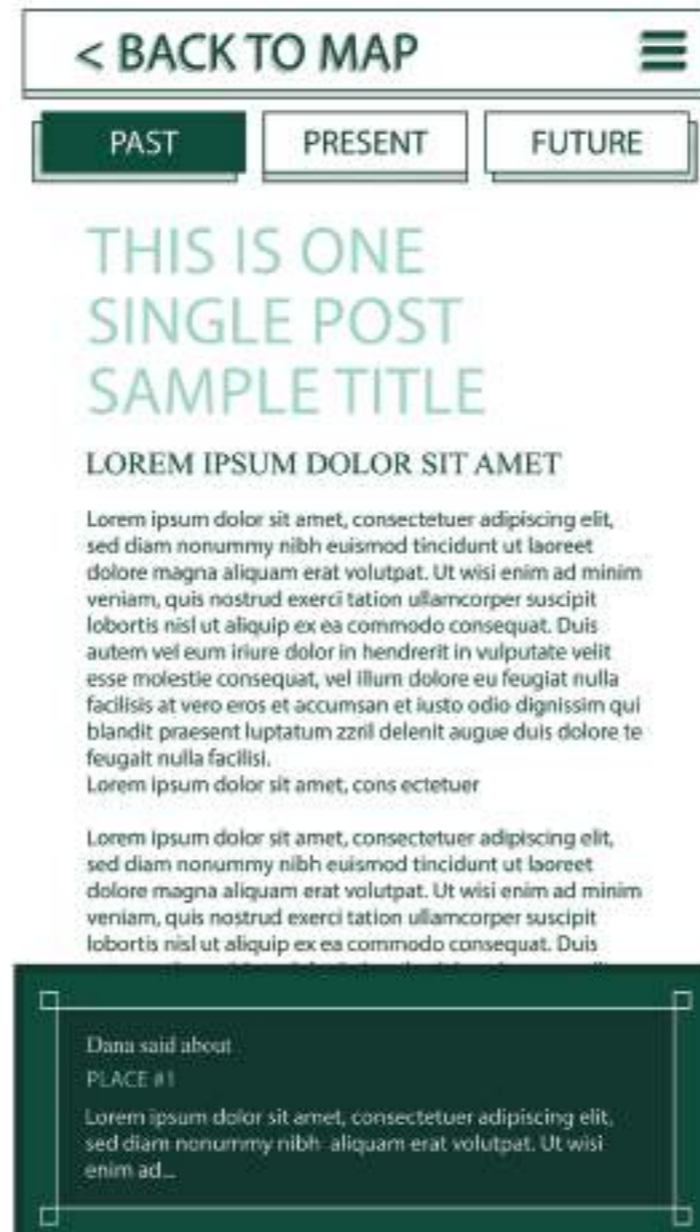 < BACK TO MAP
PAST PRESENT FUTURE
THIS IS ONE
SINGLE POST
SAMPLE TITLE
LOREM IPSUM DOLOR SIT AMET
Lorem ipsum dolor sit amet, consectetuer adipiscing elit,
sed diam nonummy nibh euismod tincidunt ut laoreet
dolore magna aliquam erat volutpat. Ut wisi enim ad minim
veniam, quis nostrud exerci tation ullamcorper suscipit
lobortis nisl ut aliquip ex ea commodo consequat. Duis
autem vel eum iriure dolor in hendrerit in vulputate velit
esse molestie consequat, vel illum dolore eu feugiat nulla
facilisis at vero eros et accumsan et iusto odio dignissim qui
blandit praesent luptatum zzril delenit augue duis dolore te
feugait nulla facilisi.
Lorem ipsum dolor sit amet, cons ectetuer
Lorem ipsum dolor sit amet, consectetuer adipiscing elit,
sed diam nonummy nibh euismod tincidunt ut laoreet
dolore magna aliquam erat volutpat. Ut wisi enim ad minim
veniam, quis nostrud exerci tation ullamcorper suscipit
lobortis nisl ut aliquip ex ea commodo consequat. Duis
Dana said about
PLACE #1
Lorem ipsum dolor sit amet, consectetuer adipiscing elit,
sed diam nonummy nibh aliquam erat volutpat. Ut wisi
enim ad...